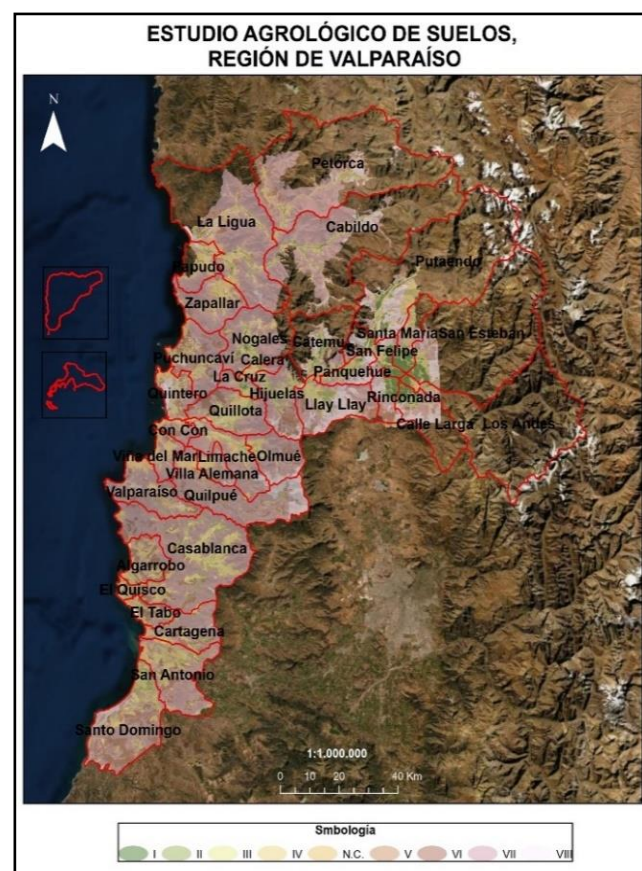 ESTUDIO AGROLÓGICO DE SUELOS,
REGIÓN DE VALPARAÍSO
N
Petorca
La Ligua
Cabildo
Papudo
Putaendo
Zapallar
Nogales
Catemu
Santa María
San Esteban
San Felipe
Puchuncaví
Calera
La Cruz
Panquehue
Quintero
Hijuelas
Quillota
Llay Llay
Rinconada
Con Cón
Calle Larga
Los Andes
Viña del Mar
Limache
Olmué
Villa Alemana
Valparaíso
Quilpué
Casablanca
Algarrobo
El Quisco
El Tabo
Cartagena
San Antonio
Santo Domingo
1:1.000.000
0 10 20 40 Km
Smbología
I II III IV N.C. V VI VII VIII